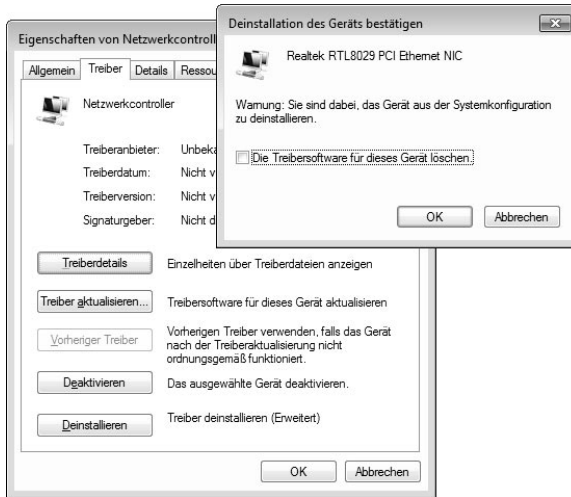 Eigenschaften von Netzwerkcontroll
Allgemein Treiber Details Ressou
Netzwerkcontroller
Treiberanbieter: Unbeka
Treiberdatum: Nicht v
Treiberversion: Nicht v
Signaturgeber: Nicht d
Treiberdetails Einzelheiten über Treiberdateien anzeigen
Treiber aktualisieren... Treibersoftware für dieses Gerät aktualisieren
Vorheriger Treiber Vorherigen Treiber verwenden, falls das Gerät
nach der Treiberaktualisierung nicht
ordnungsgemäß funktioniert.
Deaktivieren Das ausgewählte Gerät deaktivieren.
Deinstallieren Treiber deinstallieren (Erweitert)
OK Abbrechen
Deinstallation des Geräts bestätigen
Realtek RTL8029 PCI Ethernet NIC
Warnung: Sie sind dabei, das Gerät aus der Systemkonfiguration
zu deinstallieren.
Die Treibersoftware für dieses Gerät löschen.
OK Abbrechen